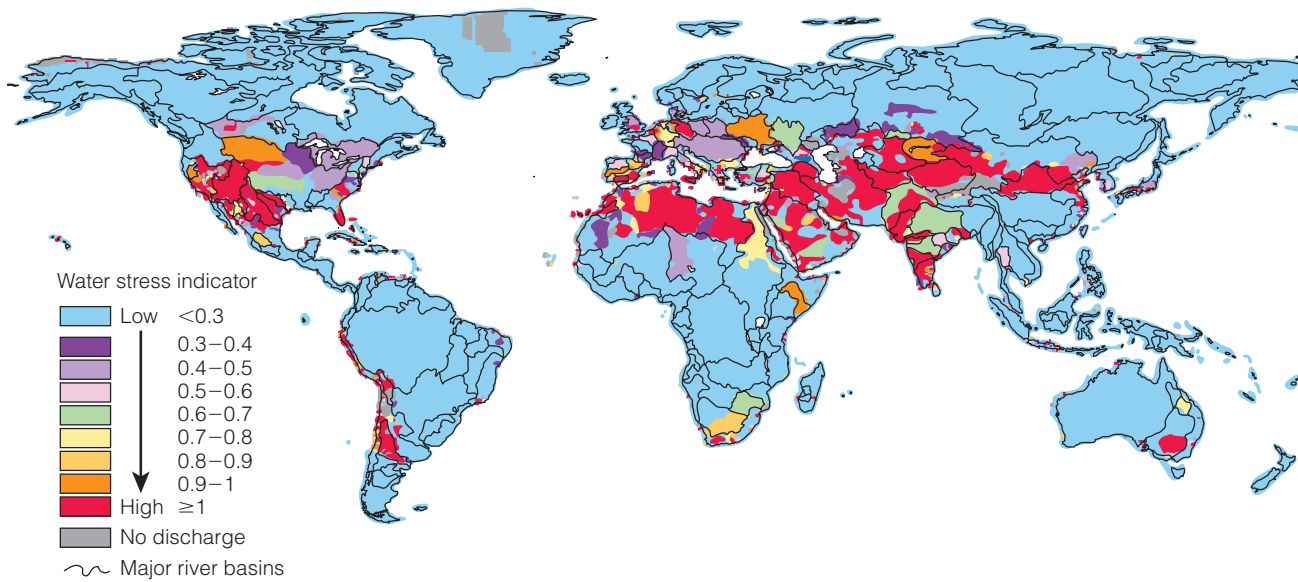 Water stress indicator
Low <0.3
0.3–0.4
0.4–0.5
0.5–0.6
0.6–0.7
0.7–0.8
0.8–0.9
0.9–1
High ≥1
No discharge
Major river basins